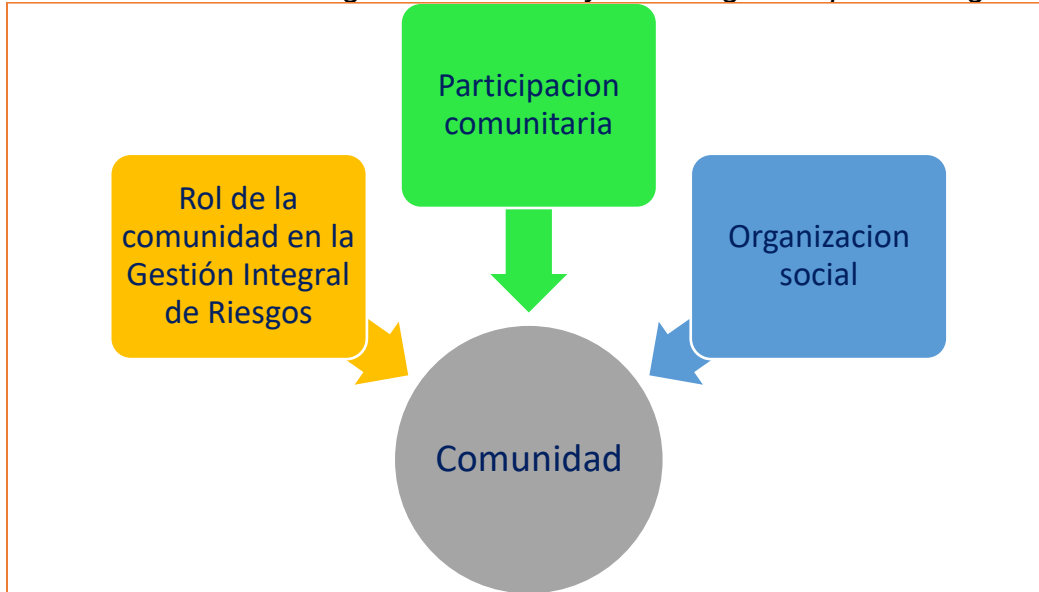 Participacion
comunitaria
Rol de la
comunidad en la
Gestión Integral
de Riesgos
Organizacion
social
Comunidad